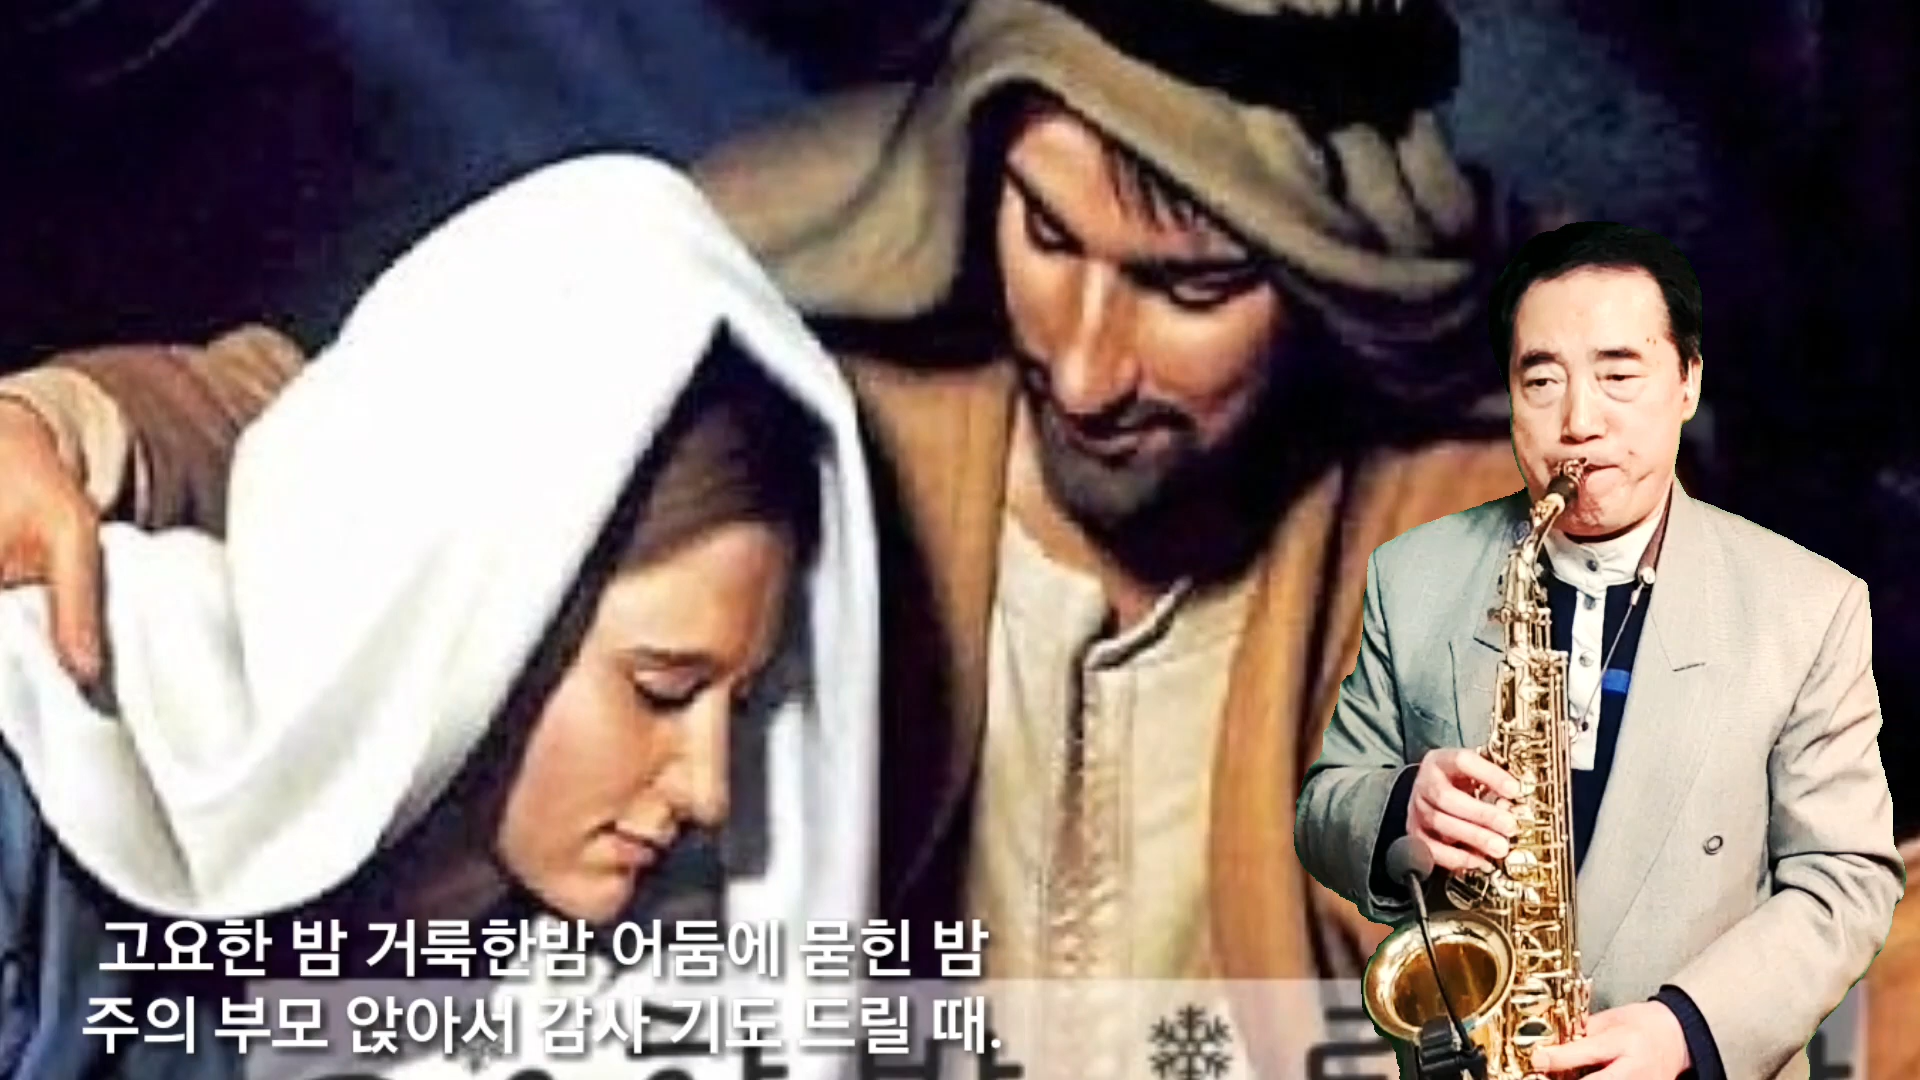 고요한 밤 거룩한밤 어둠에 묻힌 밤
주의 부모 앉아서 감사 기도 드릴 때.